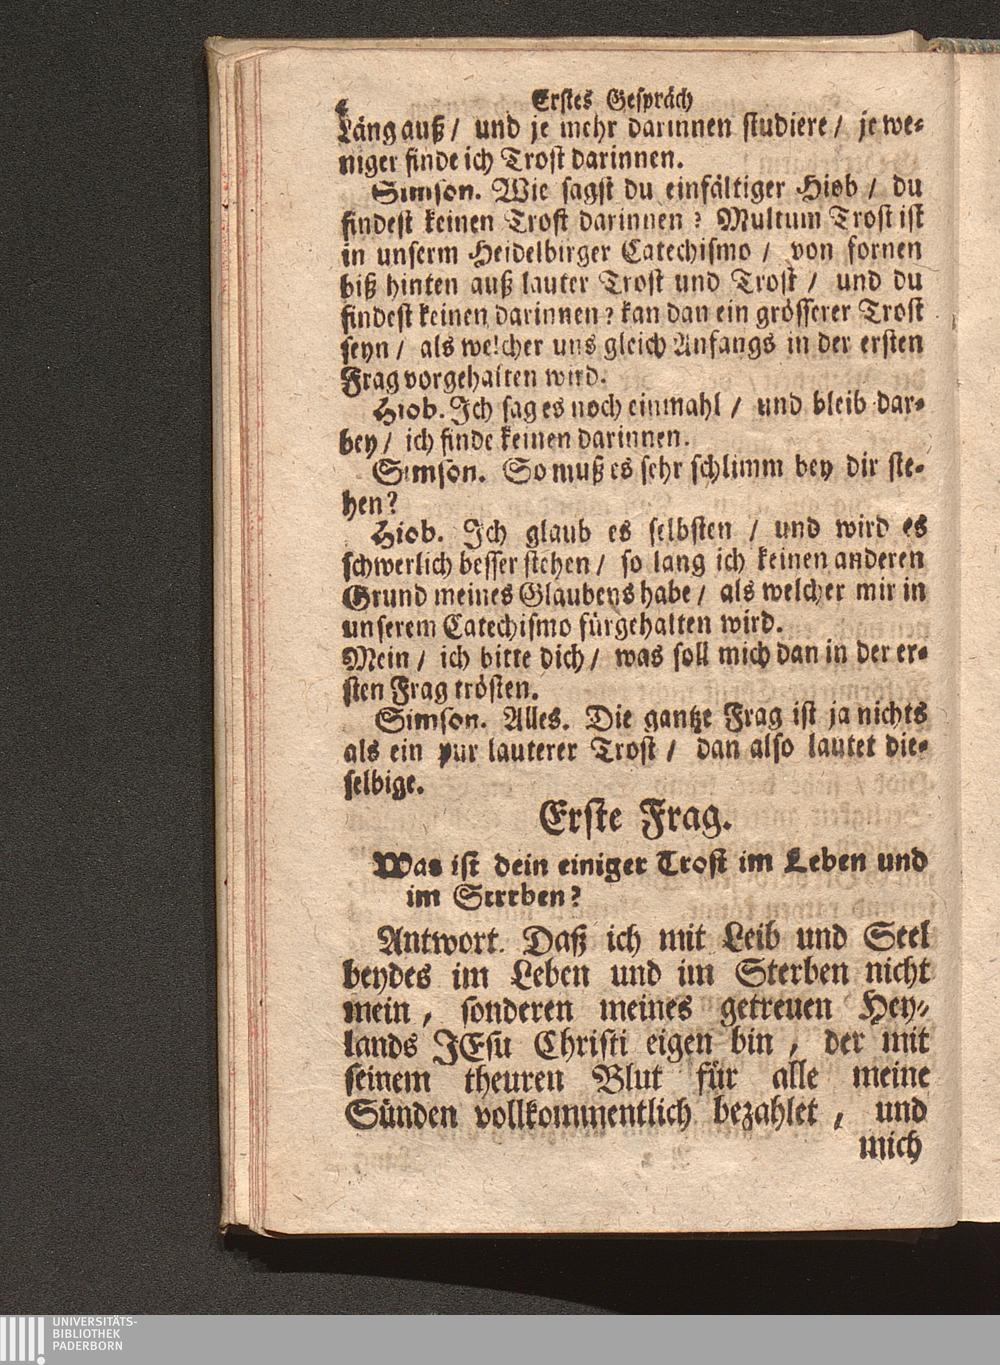 4 Erstes Gespräch
Läng auß / und je mehr darinnen studiere / je we-
niger finde ich Trost darinnen.
Simson. Wie sagst du einfältiger Hiob / du
findest keinen Trost darinnen? Multum Trost ist
in unserm Heidelbirger Catechismo / von fornen
biß hinten auß lauter Trost und Trost / und du
findest keinen darinnen? kan dan ein grösserer Trost
seyn / als welcher uns gleich Anfangs in der ersten
Frag vorgehalten wird.
Hiob. Ich sag es noch einmahl / und bleib dar-
bey / ich finde keinen darinnen.
Simson. So muß es sehr schlimm bey dir ste-
hen?
Hiob. Ich glaub es selbsten / und wird es
schwerlich besser stehen / so lang ich keinen anderen
Grund meines Glaubens habe / als welcher mir in
unserem Catechismo fürgehalten wird.
Mein / ich bitte dich / was soll mich dan in der er-
sten Frag trösten.
Simson. Alles. Die gantze Frag ist ja nichts
als ein pur lauterer Trost / dan also lautet die-
selbige.
Erste Frag.
Was ist dein einiger Trost im Leben und
im Sterben?
Antwort. Daß ich mit Leib und Seel
beydes im Leben und im Sterben nicht
mein, sonderen meines getreuen Hey-
lands JEsu Christi eigen bin, der mit
seinem theuren Blut für alle meine
Sünden vollkommentlich bezahlet, und
mich
UNIVERSITÄTS-
BIBLIOTHEK
PADERBORN